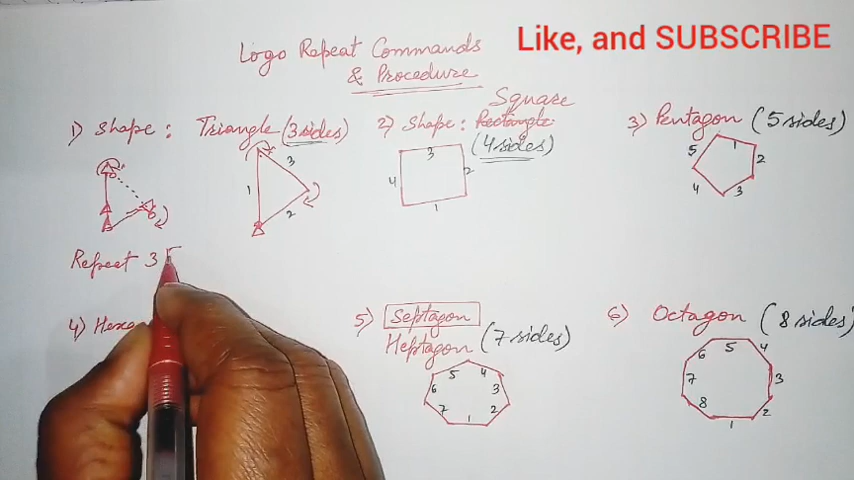 Like, and SUBSCRIBE
Logo Repeat Commands
& Procedure
1) Shape: Triangle (3 sides)
1
3
2
2) Shape: Rectangle Square
(4 sides)
3
4
2
1
3) Pentagon (5 sides)
5
1
2
4
3
Repeat 3 [
4) Hexa
5) Septagon
Heptagon (7 sides)
5
4
6
3
7
2
1
6) Octagon (8 sides)
6
5
4
7
3
8
2
1